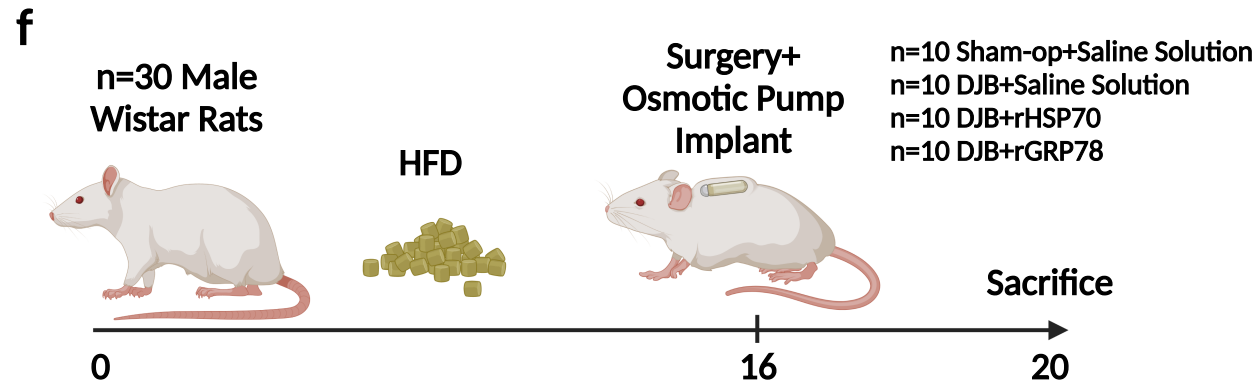 f
n=30 Male
Wistar Rats
HFD
Surgery+
Osmotic Pump
Implant
n=10 Sham-op+Saline Solution
n=10 DJB+Saline Solution
n=10 DJB+rHSP70
n=10 DJB+rGRP78
Sacrifice
0
16
20